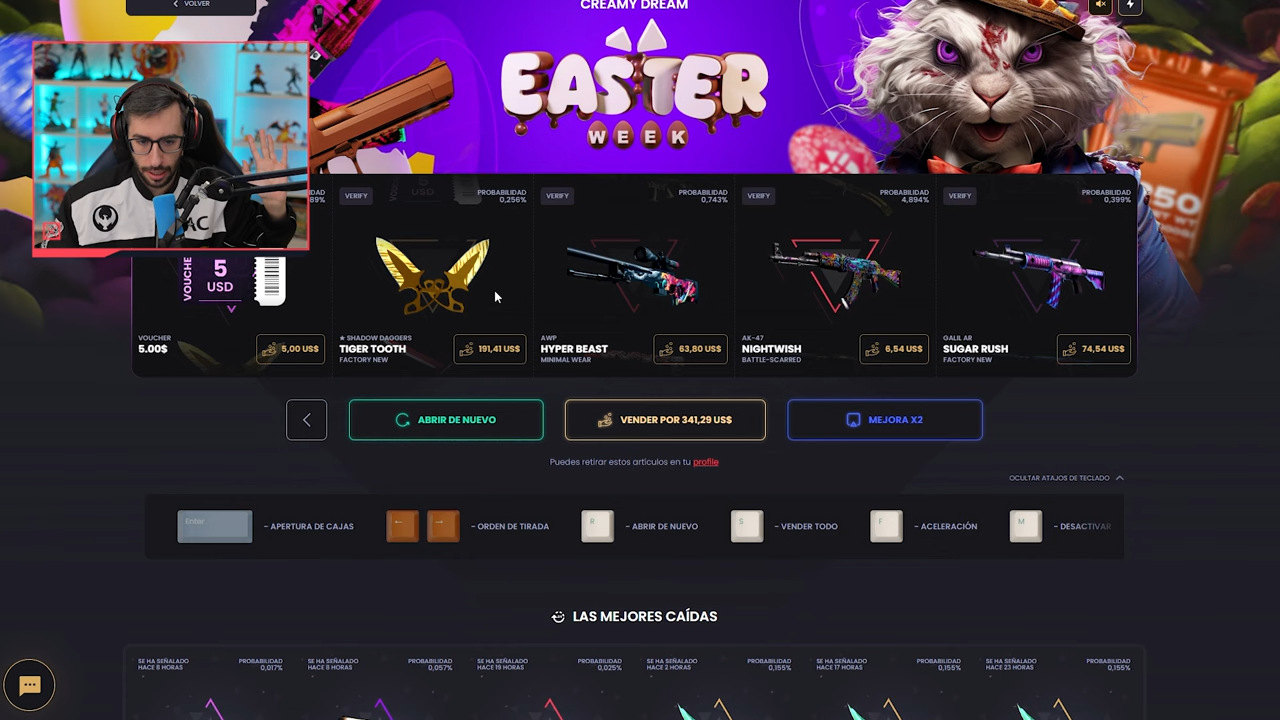 VOLVER
CREAMY DREAM
EASTER
WEEK
VOUCHER
5
USD
VOUCHER
5.00$
5,00 US$
VERIFY
PROBABILIDAD
0,256%
★ SHADOW DAGGERS
TIGER TOOTH
FACTORY NEW
191,41 US$
VERIFY
PROBABILIDAD
0,743%
AWP
HYPER BEAST
MINIMAL WEAR
63,80 US$
VERIFY
PROBABILIDAD
4,894%
AK-47
NIGHTWISH
BATTLE-SCARRED
6,54 US$
VERIFY
PROBABILIDAD
0,399%
GALIL AR
SUGAR RUSH
FACTORY NEW
74,54 US$
ABRIR DE NUEVO
VENDER POR 341,29 US$
MEJORA X2
Puedes retirar estos artículos en tu profile
OCULTAR ATAJOS DE TECLADO
Enter
- APERTURA DE CAJAS
← →
- ORDEN DE TIRADA
R
- ABRIR DE NUEVO
S
- VENDER TODO
F
- ACELERACIÓN
M
- DESACTIVAR
LAS MEJORES CAÍDAS
SE HA SEÑALADO
HACE 8 HORAS
PROBABILIDAD
0,017%
SE HA SEÑALADO
HACE 8 HORAS
PROBABILIDAD
0,057%
SE HA SEÑALADO
HACE 19 HORAS
PROBABILIDAD
0,025%
SE HA SEÑALADO
HACE 2 HORAS
PROBABILIDAD
0,155%
SE HA SEÑALADO
HACE 17 HORAS
PROBABILIDAD
0,155%
SE HA SEÑALADO
HACE 23 HORAS
PROBABILIDAD
0,155%